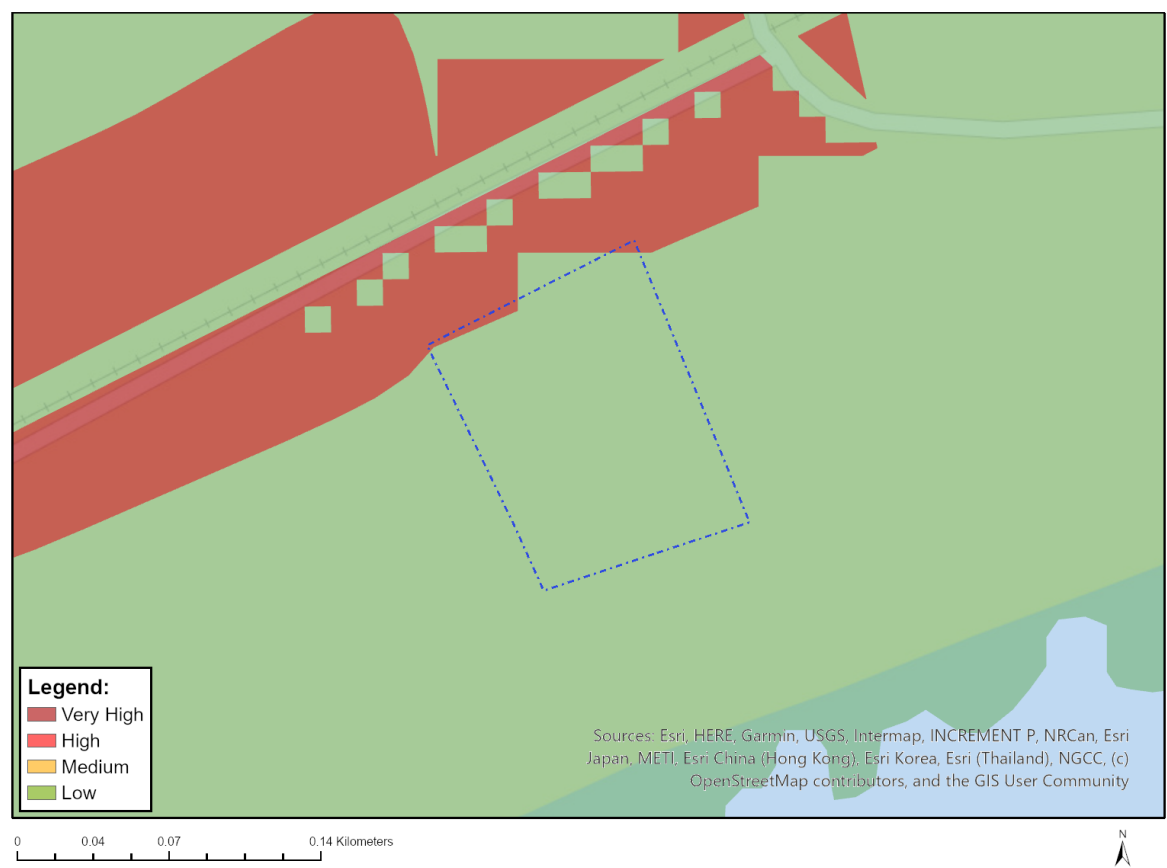 Legend:
Very High
High
Medium
Low
Sources: Esri, HERE, Garmin, USGS, Intermap, INCREMENT P, NRCan, Esri
Japan, METI, Esri China (Hong Kong), Esri Korea, Esri (Thailand), NGCC, (c)
OpenStreetMap contributors, and the GIS User Community
0 0.04 0.07 0.14 Kilometers
N